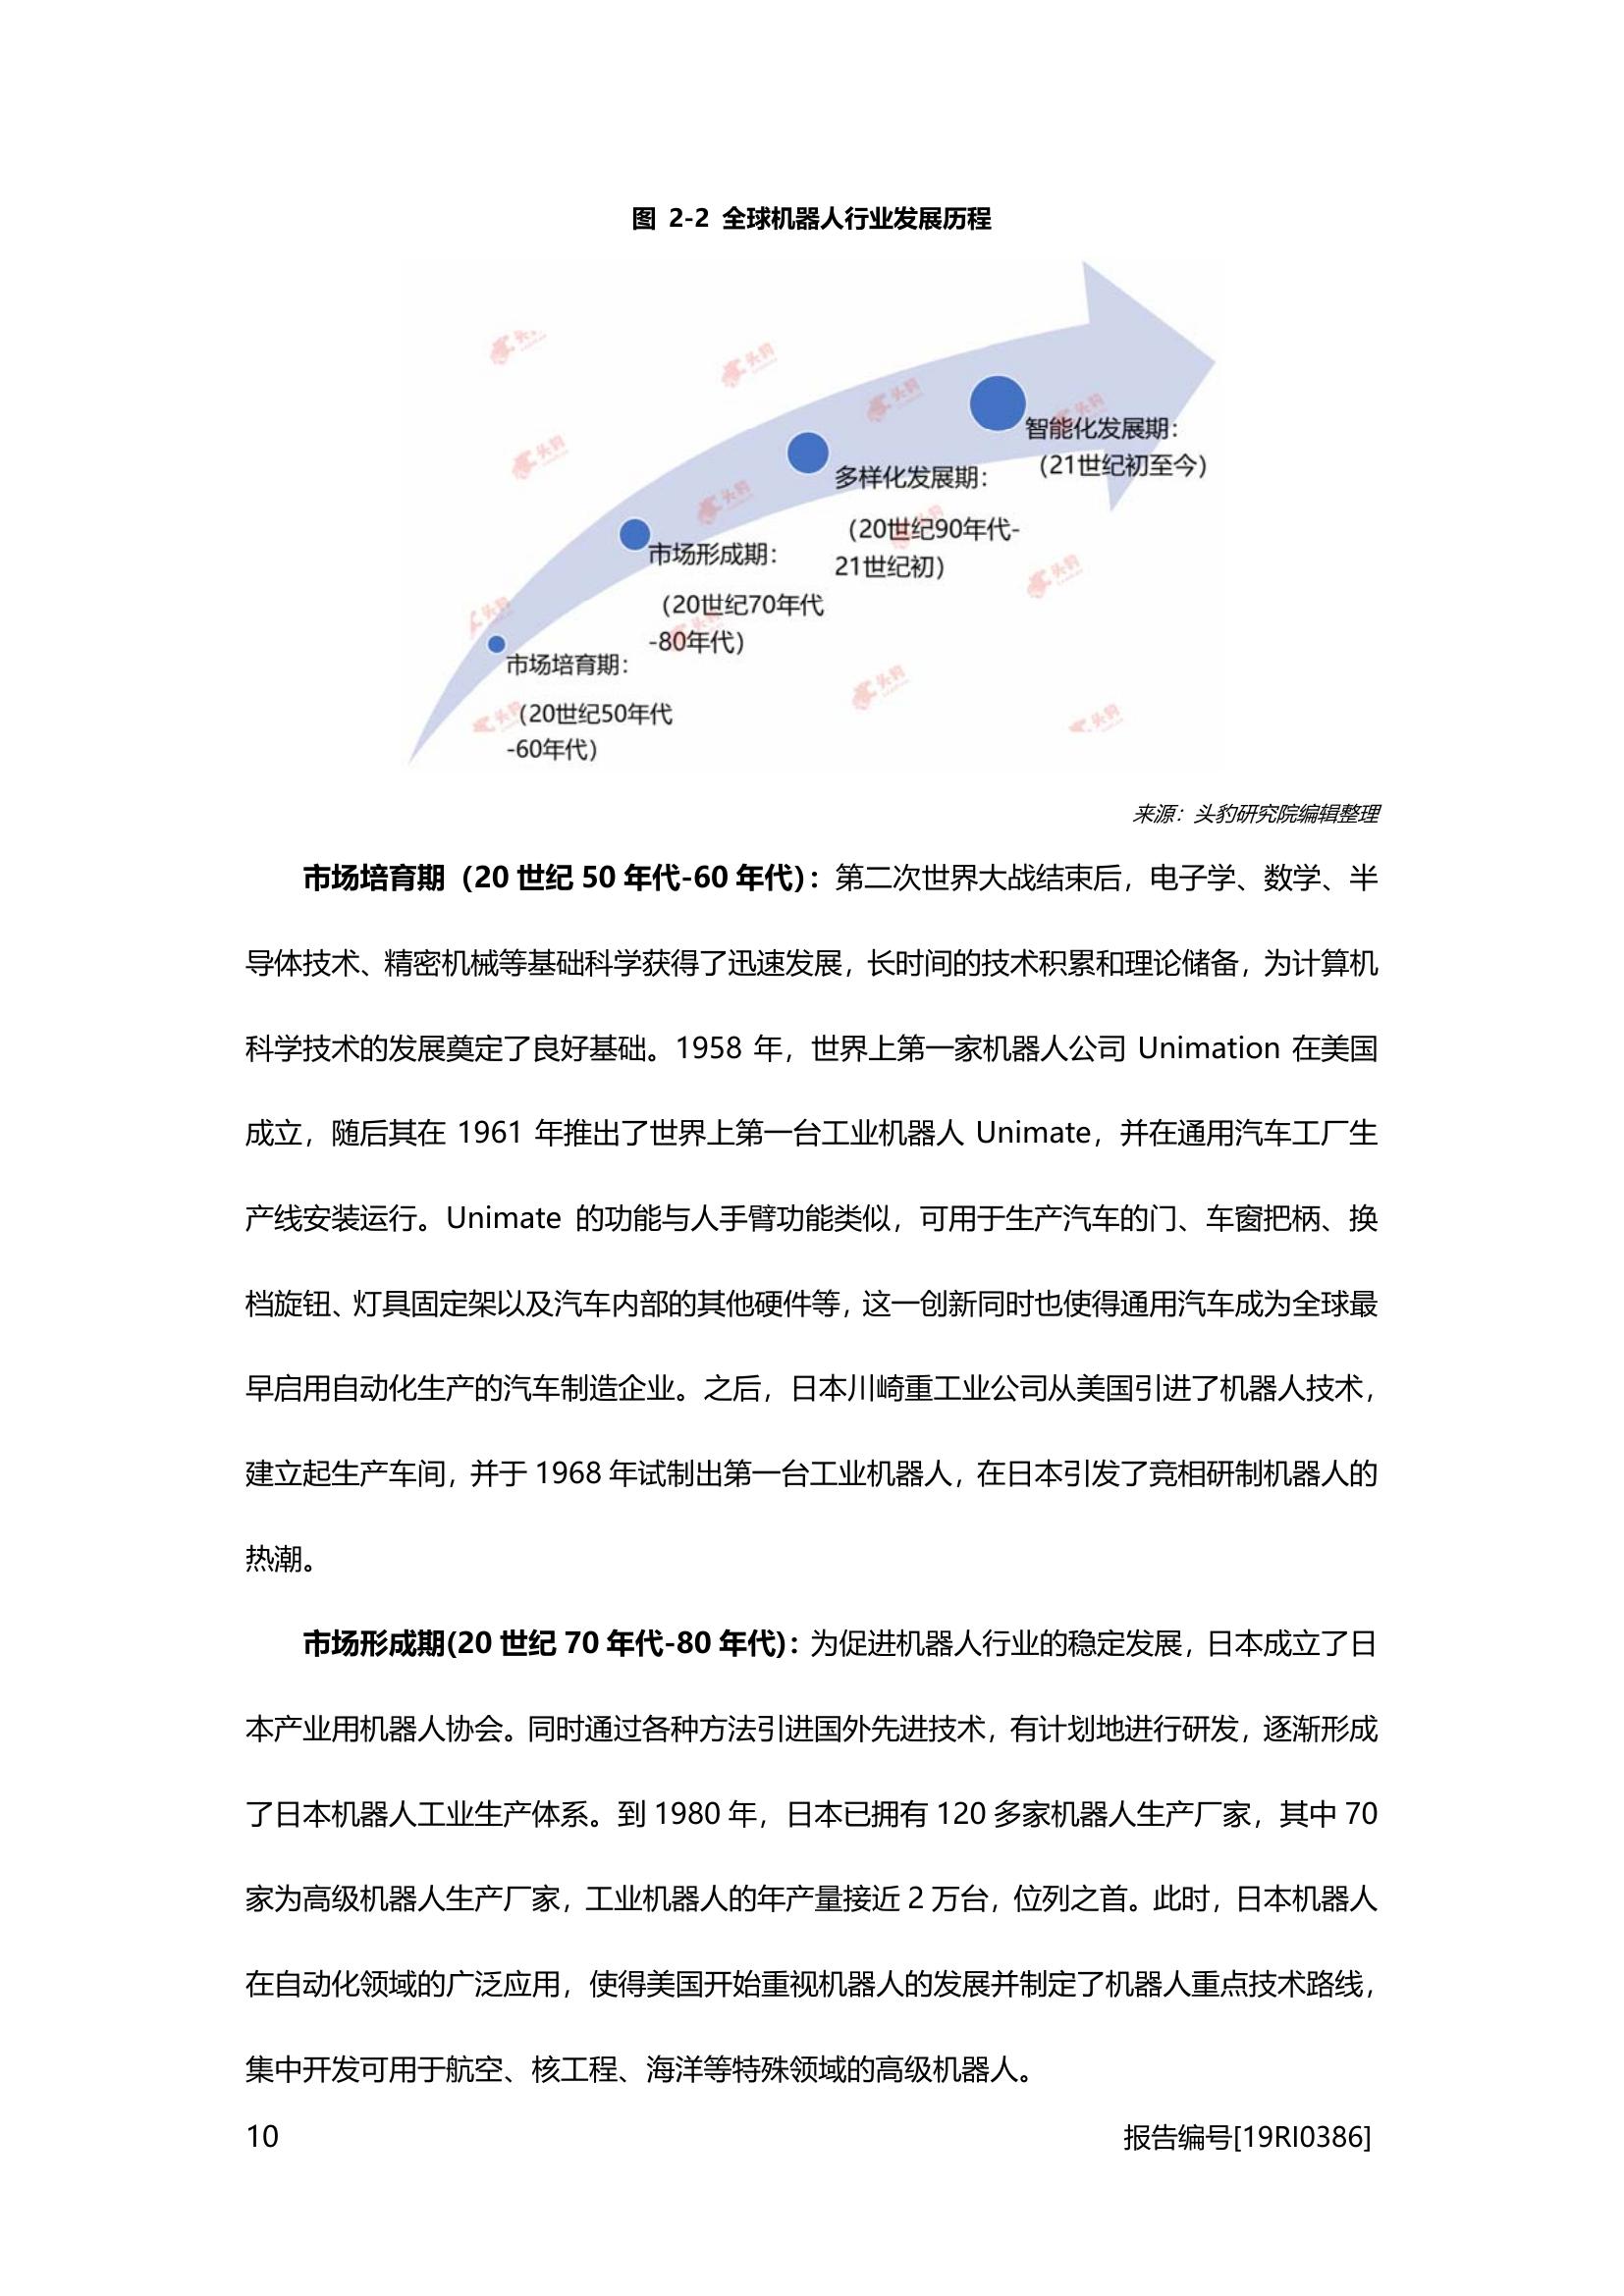 图 2-2 全球机器人行业发展历程
智能化发展期：
（21世纪初至今）
多样化发展期：
（20世纪90年代-
21世纪初）
市场形成期：
（20世纪70年代
-80年代）
市场培育期：
（20世纪50年代
-60年代）
头豹
来源：头豹研究院编辑整理
市场培育期（20 世纪 50 年代-60 年代）：第二次世界大战结束后，电子学、数学、半
导体技术、精密机械等基础科学获得了迅速发展，长时间的技术积累和理论储备，为计算机
科学技术的发展奠定了良好基础。1958 年，世界上第一家机器人公司 Unimation 在美国
成立，随后其在 1961 年推出了世界上第一台工业机器人 Unimate，并在通用汽车工厂生
产线安装运行。Unimate 的功能与人手臂功能类似，可用于生产汽车的门、车窗把柄、换
档旋钮、灯具固定架以及汽车内部的其他硬件等，这一创新同时也使得通用汽车成为全球最
早启用自动化生产的汽车制造企业。之后，日本川崎重工业公司从美国引进了机器人技术，
建立起生产车间，并于 1968 年试制出第一台工业机器人，在日本引发了竞相研制机器人的
热潮。
市场形成期(20 世纪 70 年代-80 年代)：为促进机器人行业的稳定发展，日本成立了日
本产业用机器人协会。同时通过各种方法引进国外先进技术，有计划地进行研发，逐渐形成
了日本机器人工业生产体系。到 1980 年，日本已拥有 120 多家机器人生产厂家，其中 70
家为高级机器人生产厂家，工业机器人的年产量接近 2 万台，位列之首。此时，日本机器人
在自动化领域的广泛应用，使得美国开始重视机器人的发展并制定了机器人重点技术路线，
集中开发可用于航空、核工程、海洋等特殊领域的高级机器人。
10
报告编号[19RI0386]